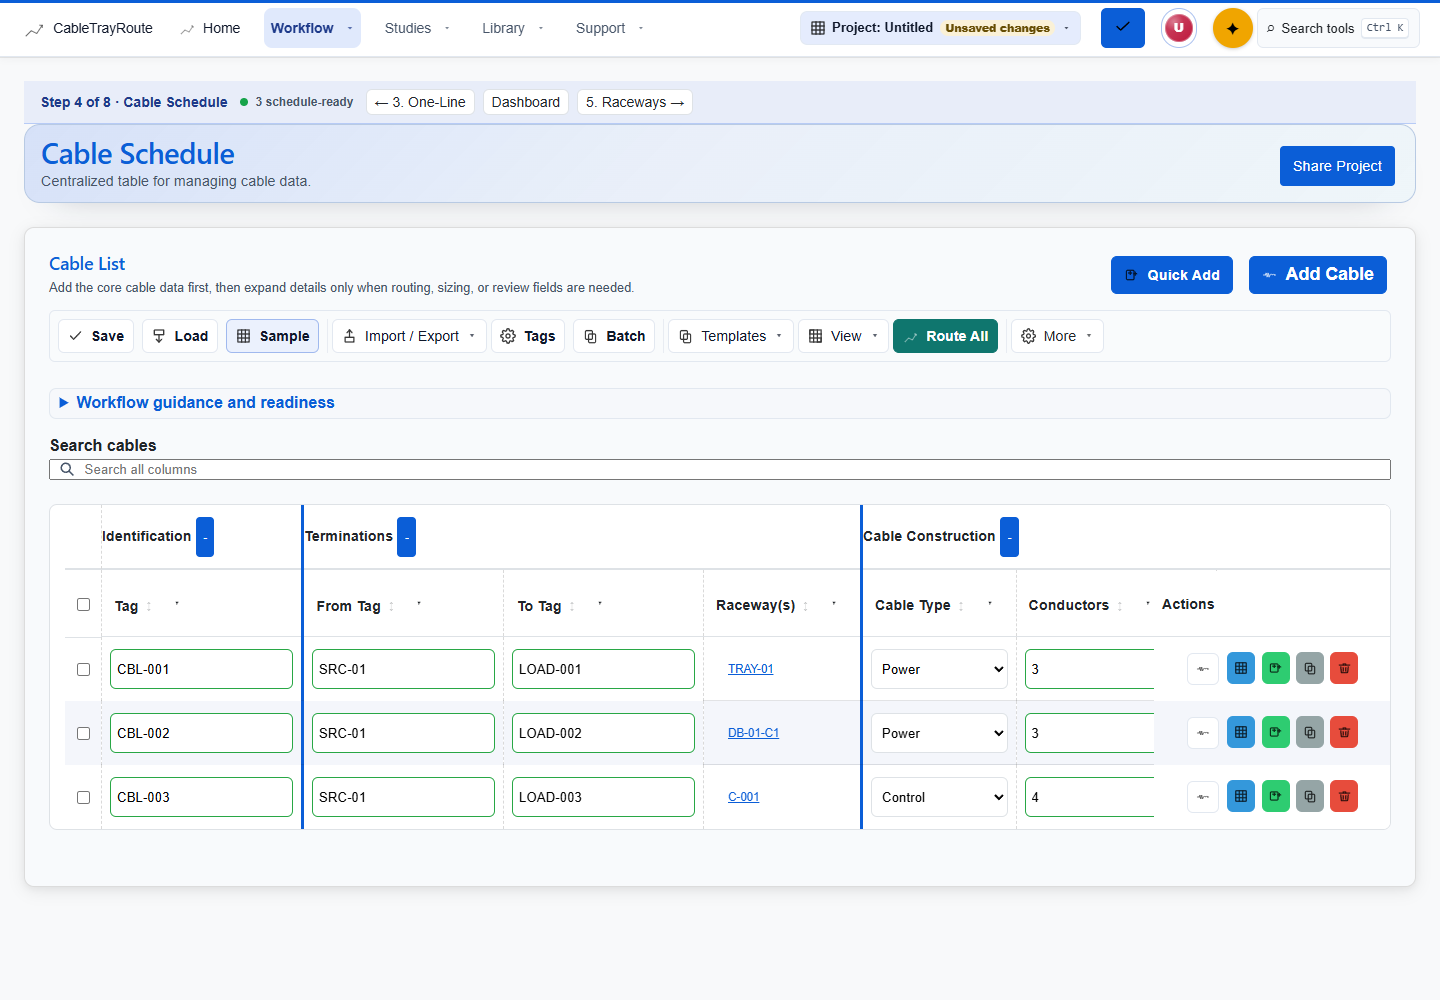 CableTrayRoute Home Workflow Studies Library Support Project: Untitled Unsaved changes U Search tools Ctrl K
Step 4 of 8 · Cable Schedule 3 schedule-ready ← 3. One-Line Dashboard 5. Raceways →
Cable Schedule
Centralized table for managing cable data.
Share Project
Cable List
Add the core cable data first, then expand details only when routing, sizing, or review fields are needed.
Quick Add Add Cable
Save Load Sample Import / Export Tags Batch Templates View Route All More
Workflow guidance and readiness
Search cables
Search all columns
Identification - Terminations - Cable Construction -
Tag From Tag To Tag Raceway(s) Cable Type Conductors Actions
CBL-001 SRC-01 LOAD-001 TRAY-01 Power 3
CBL-002 SRC-01 LOAD-002 DB-01-C1 Power 3
CBL-003 SRC-01 LOAD-003 C-001 Control 4